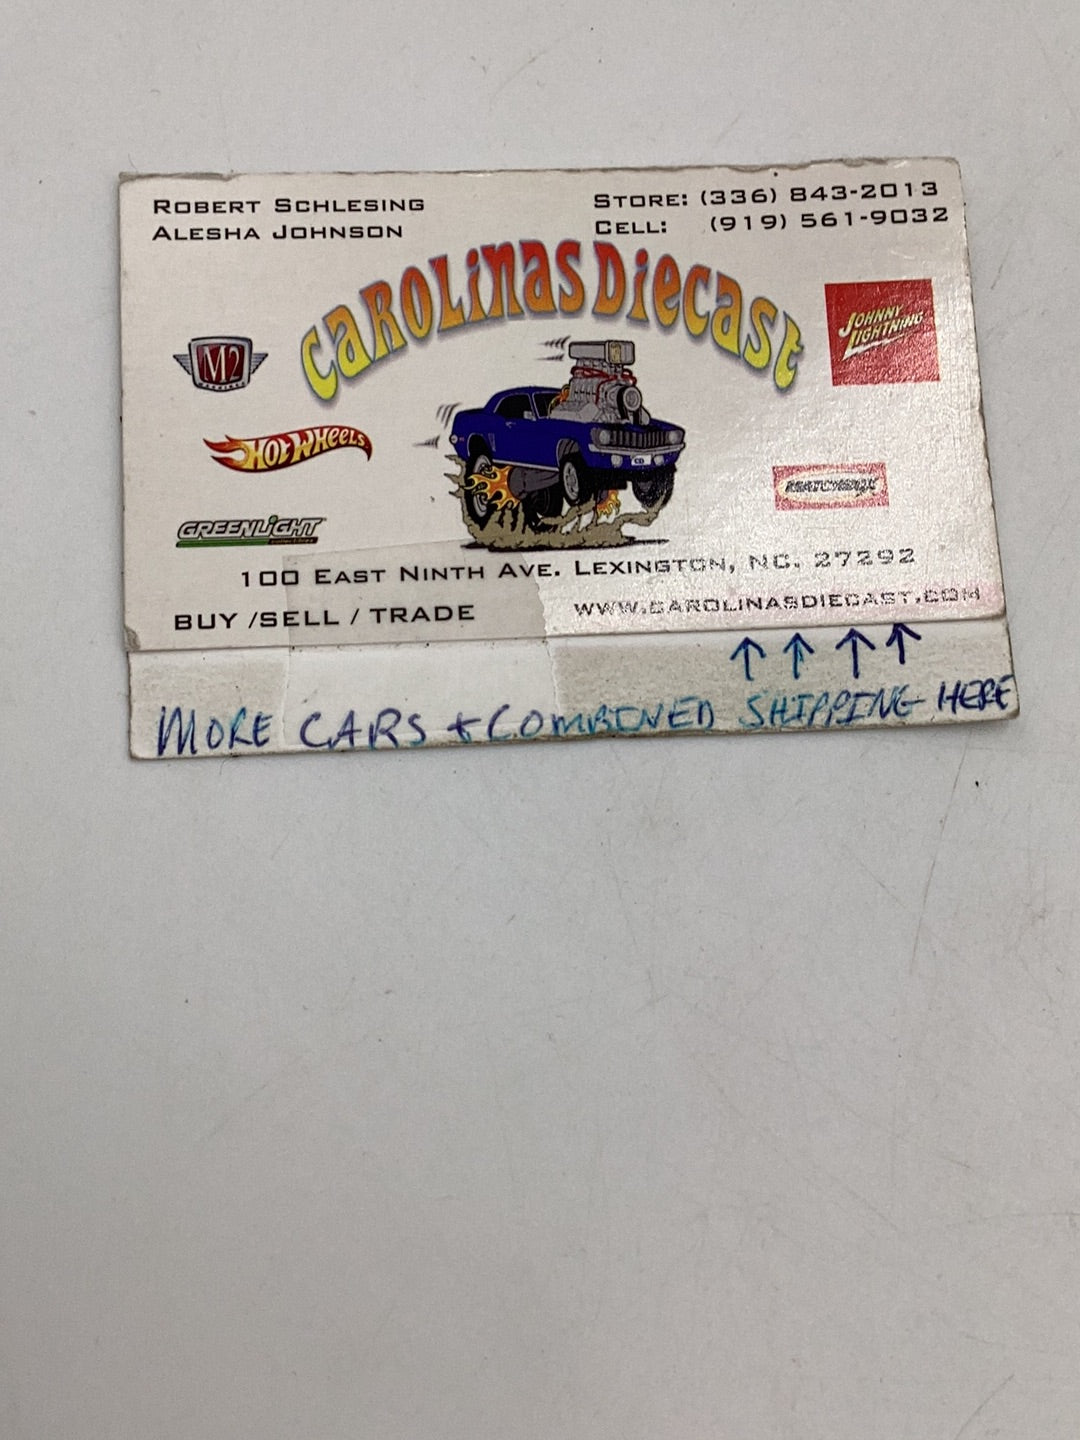 ROBERT SCHLESING
ALESHA JOHNSON
STORE: (336) 843-2013
CELL: (919) 561-9032
CAROLINAS DIECAST
JOHNNY
LIGHTNING
M2
HOT WHEELS
MATCHBOX
GREENLIGHT
COLLECTIBLES
CD
100 EAST NINTH AVE. LEXINGTON, NC. 27292
BUY /SELL / TRADE
WWW.CAROLINASDIECAST.COM
↑ ↑ ↑ ↑
MORE CARS + COMBINED SHIPPING HERE